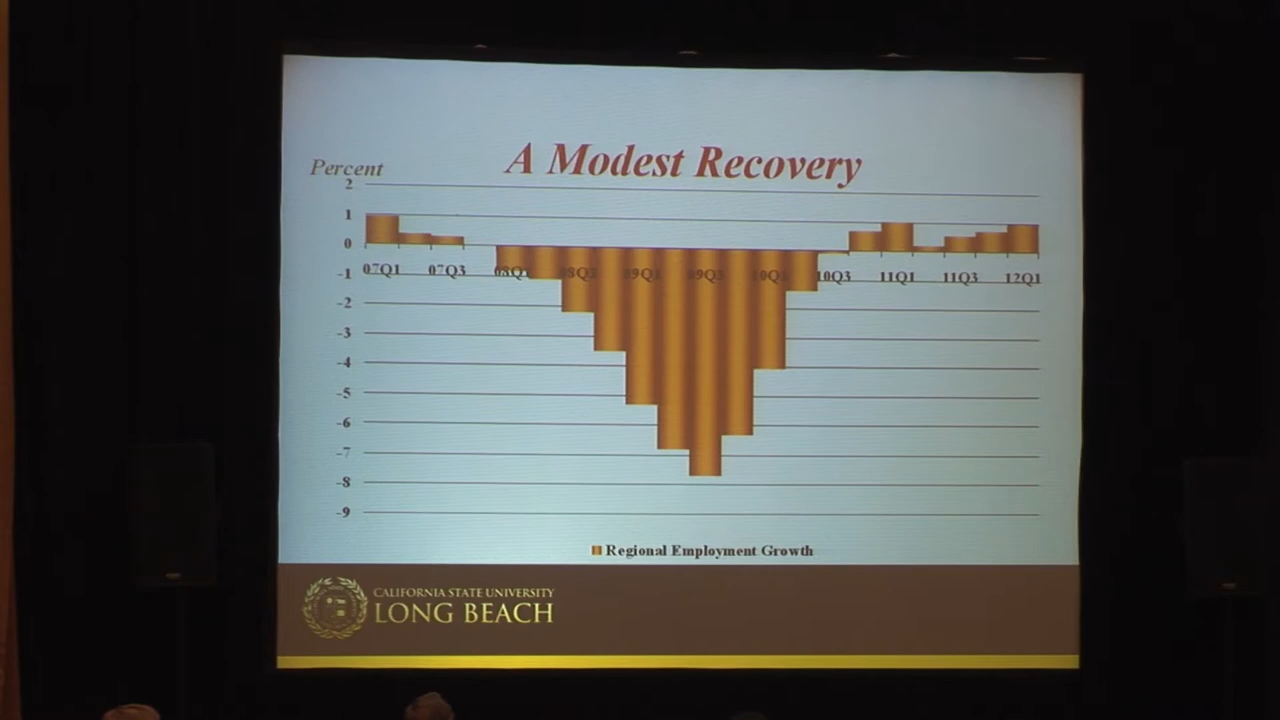 A Modest Recovery
Percent
2
1
0
-1
-2
-3
-4
-5
-6
-7
-8
-9
07Q1 07Q3 08Q1 08Q3 09Q1 09Q3 10Q1 10Q3 11Q1 11Q3 12Q1
Regional Employment Growth
CALIFORNIA STATE UNIVERSITY
LONG BEACH